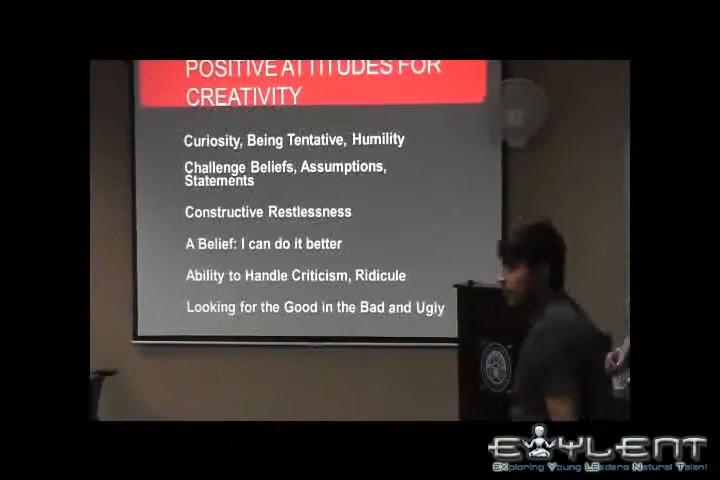 POSITIVE ATTITUDES FOR
CREATIVITY
Curiosity, Being Tentative, Humility
Challenge Beliefs, Assumptions,
Statements
Constructive Restlessness
A Belief: I can do it better
Ability to Handle Criticism, Ridicule
Looking for the Good in the Bad and Ugly
EXYLENT
EXploring Young LEaders Natural Talent